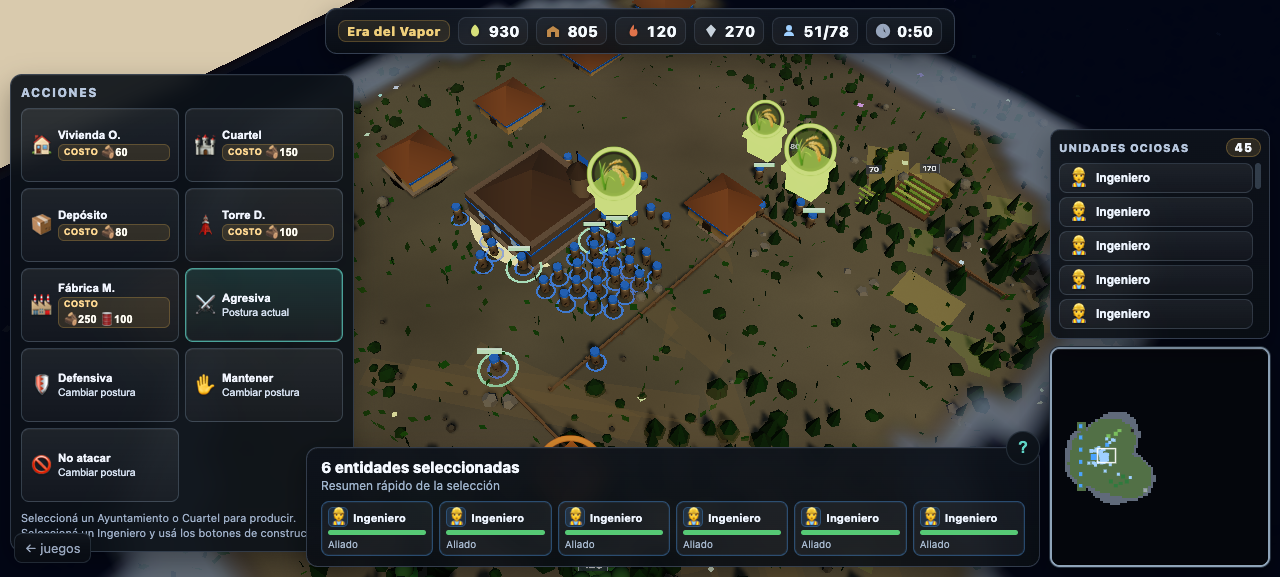 Era del Vapor
930
805
120
270
51/78
0:50
ACCIONES
Vivienda O.
COSTO 60
Cuartel
COSTO 150
Depósito
COSTO 80
Torre D.
COSTO 100
Fábrica M.
COSTO
250 100
Agresiva
Postura actual
Defensiva
Cambiar postura
Mantener
Cambiar postura
No atacar
Cambiar postura
Seleccioná un Ayuntamiento o Cuartel para producir.
Seleccioná un Ingeniero y usá los botones de construc
← juegos
80
70
170
UNIDADES OCIOSAS
45
Ingeniero
Ingeniero
Ingeniero
Ingeniero
Ingeniero
?
6 entidades seleccionadas
Resumen rápido de la selección
Ingeniero
Aliado
Ingeniero
Aliado
Ingeniero
Aliado
Ingeniero
Aliado
Ingeniero
Aliado
Ingeniero
Aliado